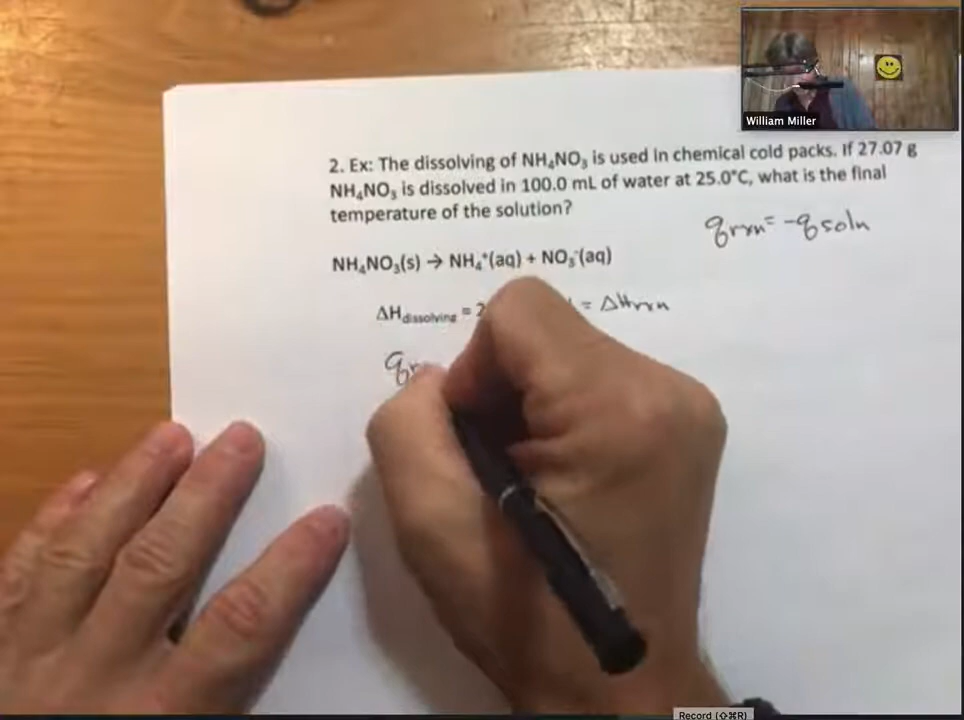 William Miller
2. Ex: The dissolving of NH₄NO₃ is used in chemical cold packs. If 27.07 g
NH₄NO₃ is dissolved in 100.0 mL of water at 25.0°C, what is the final
temperature of the solution?
qrxn = -qsoln
NH₄NO₃(s) → NH₄⁺(aq) + NO₃⁻(aq)
ΔHdissolving = 2 = ΔHrxn
qr
Record (⇧⌘R)